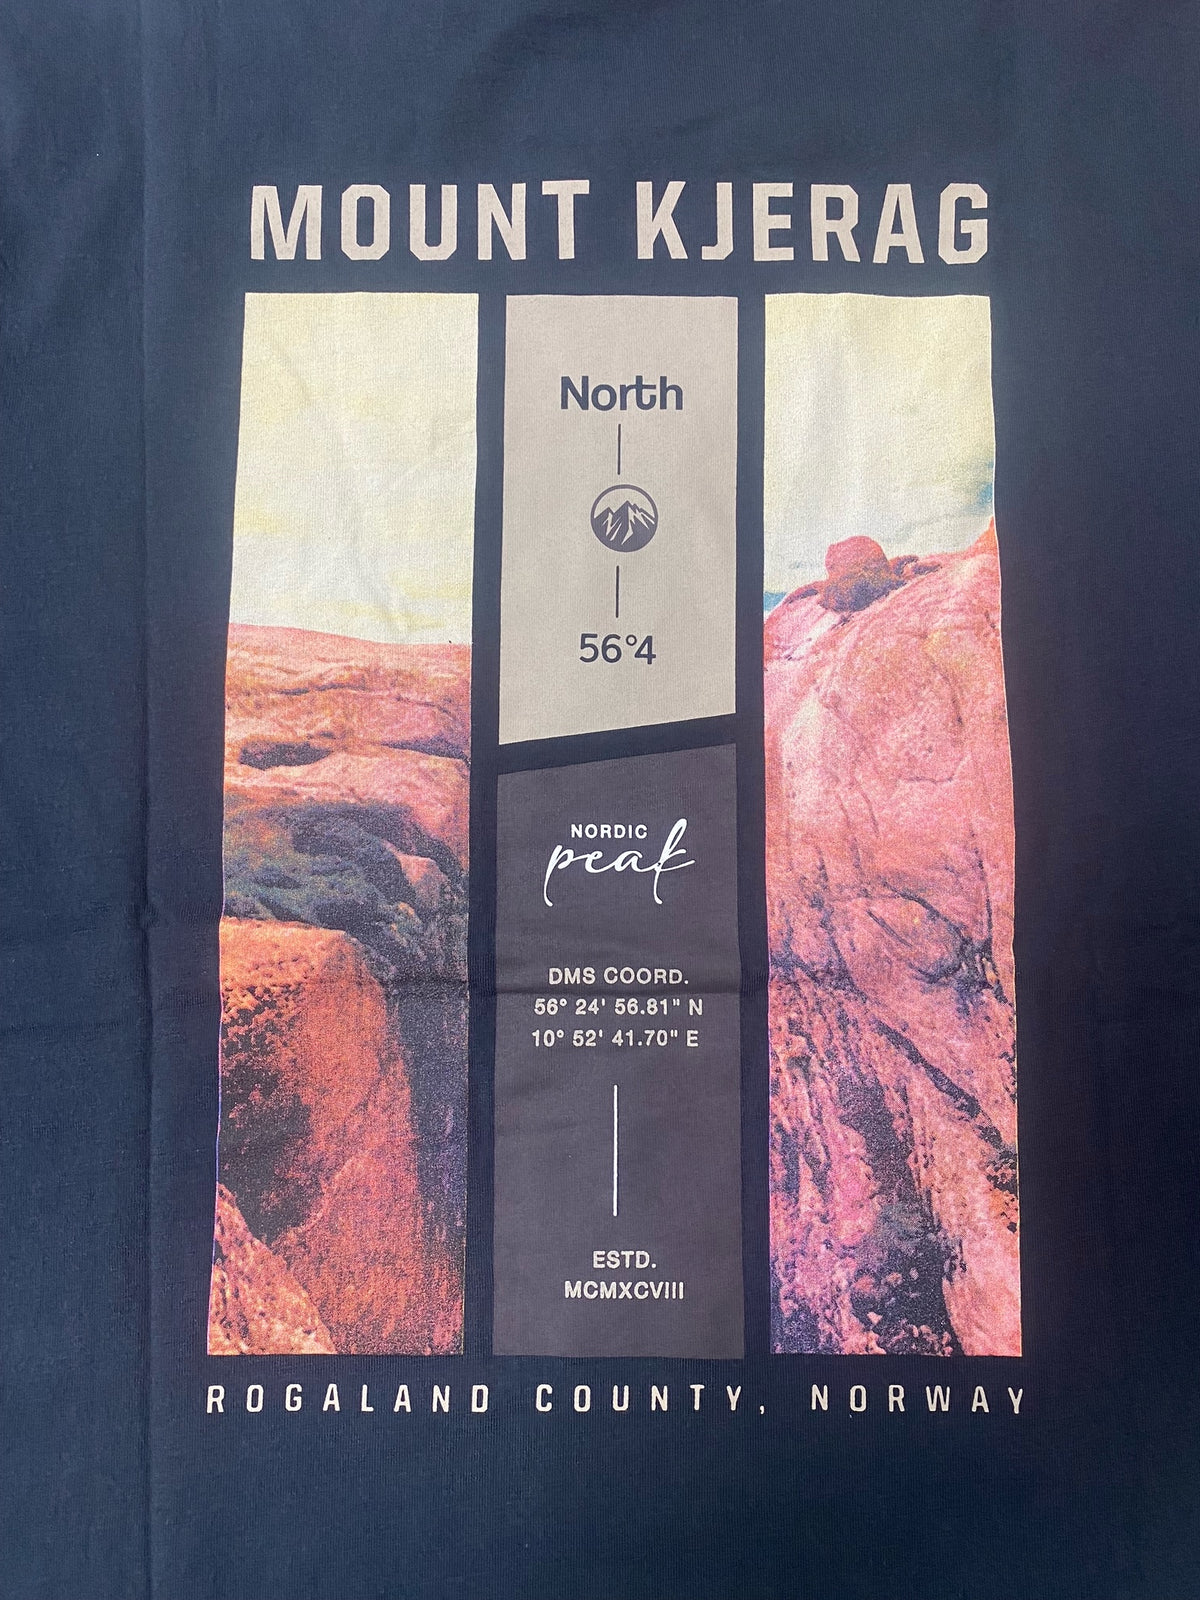 MOUNT KJERAG
North
56°4
NORDIC
peak
DMS COORD.
56° 24' 56.81" N
10° 52' 41.70" E
ESTD.
MCMXCVIII
ROGALAND COUNTY, NORWAY